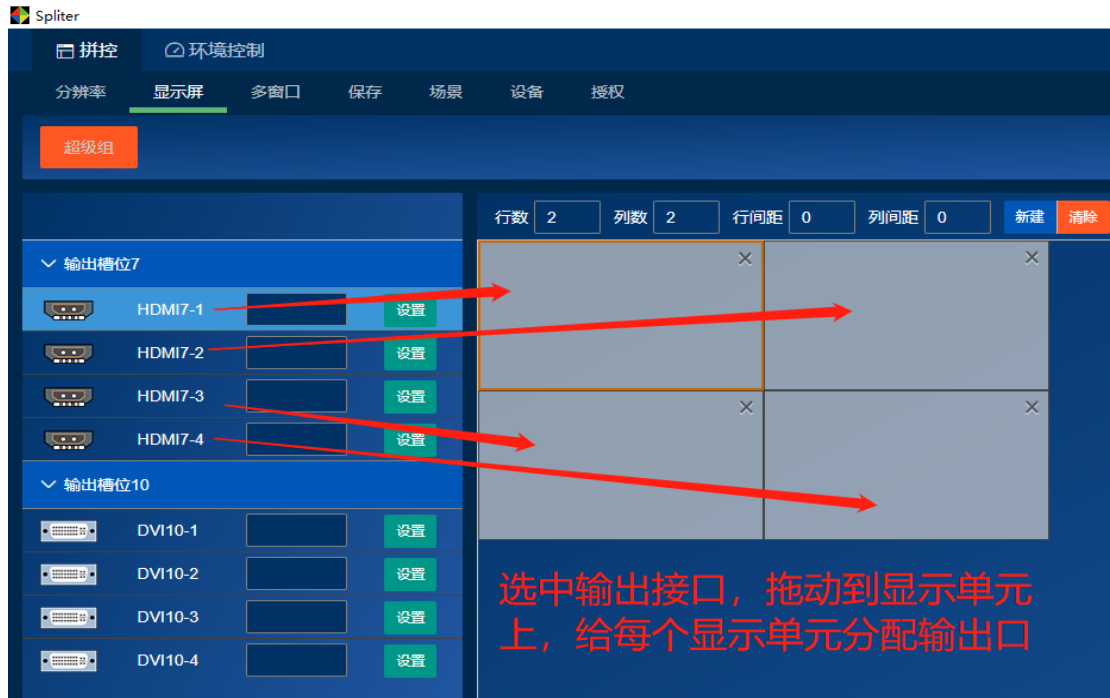 Spliter
拼控 环境控制
分辨率 显示屏 多窗口 保存 场景 设备 授权
超级组
行数 2 列数 2 行间距 0 列间距 0 新建 清除
输出槽位7
HDMI7-1 设置
HDMI7-2 设置
HDMI7-3 设置
HDMI7-4 设置
输出槽位10
DVI10-1 设置
DVI10-2 设置
DVI10-3 设置
DVI10-4 设置
选中输出接口，拖动到显示单元
上，给每个显示单元分配输出口